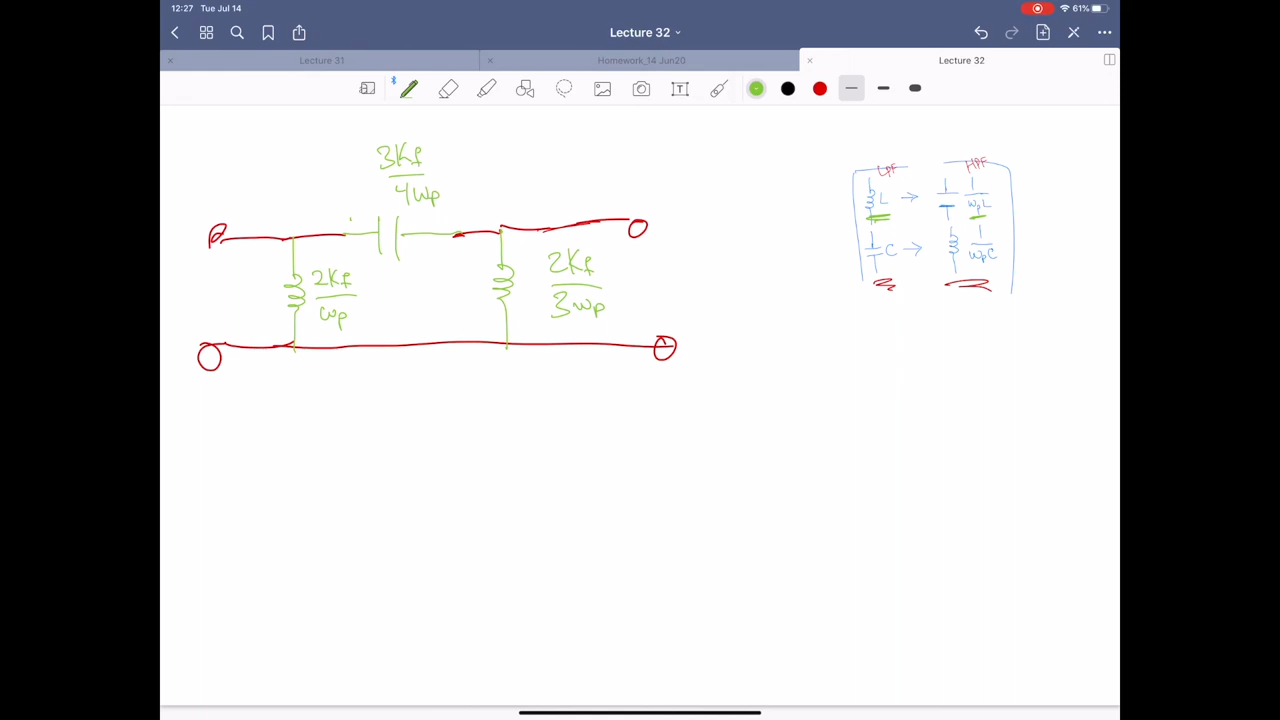 12:27 Tue Jul 14
61%
Lecture 32
Lecture 31
Homework_14 Jun20
Lecture 32
3Kf
4ωp
2Kf
ωp
2Kf
3ωp
LPF
HPF
L → 1
ωpL
C → 1
ωpC